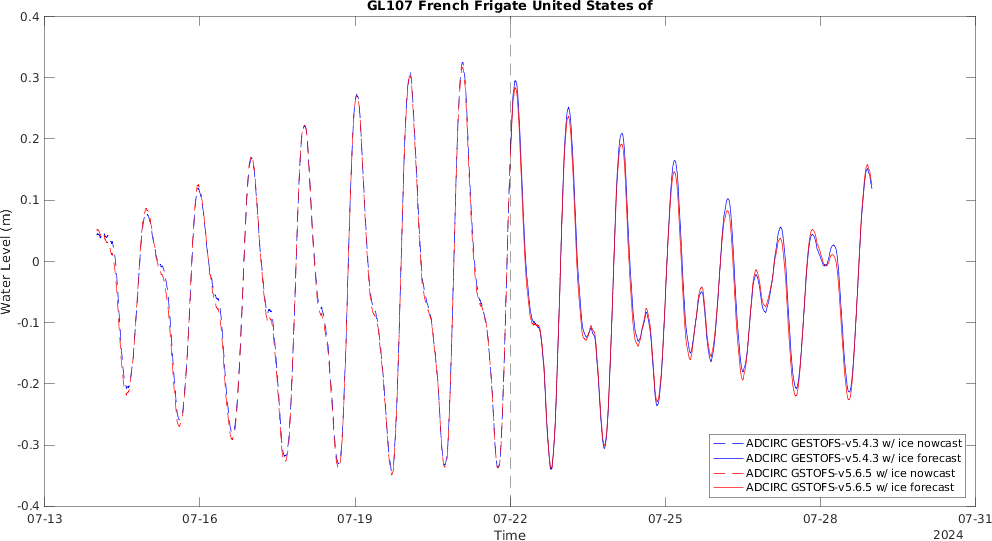 GL107 French Frigate United States of
0.4
0.3
0.2
0.1
0
-0.1
-0.2
-0.3
-0.4
Water Level (m)
07-13
07-16
07-19
07-22
07-25
07-28
07-31
Time
2024
ADCIRC GESTOFS-v5.4.3 w/ ice nowcast
ADCIRC GESTOFS-v5.4.3 w/ ice forecast
ADCIRC GSTOFS-v5.6.5 w/ ice nowcast
ADCIRC GSTOFS-v5.6.5 w/ ice forecast